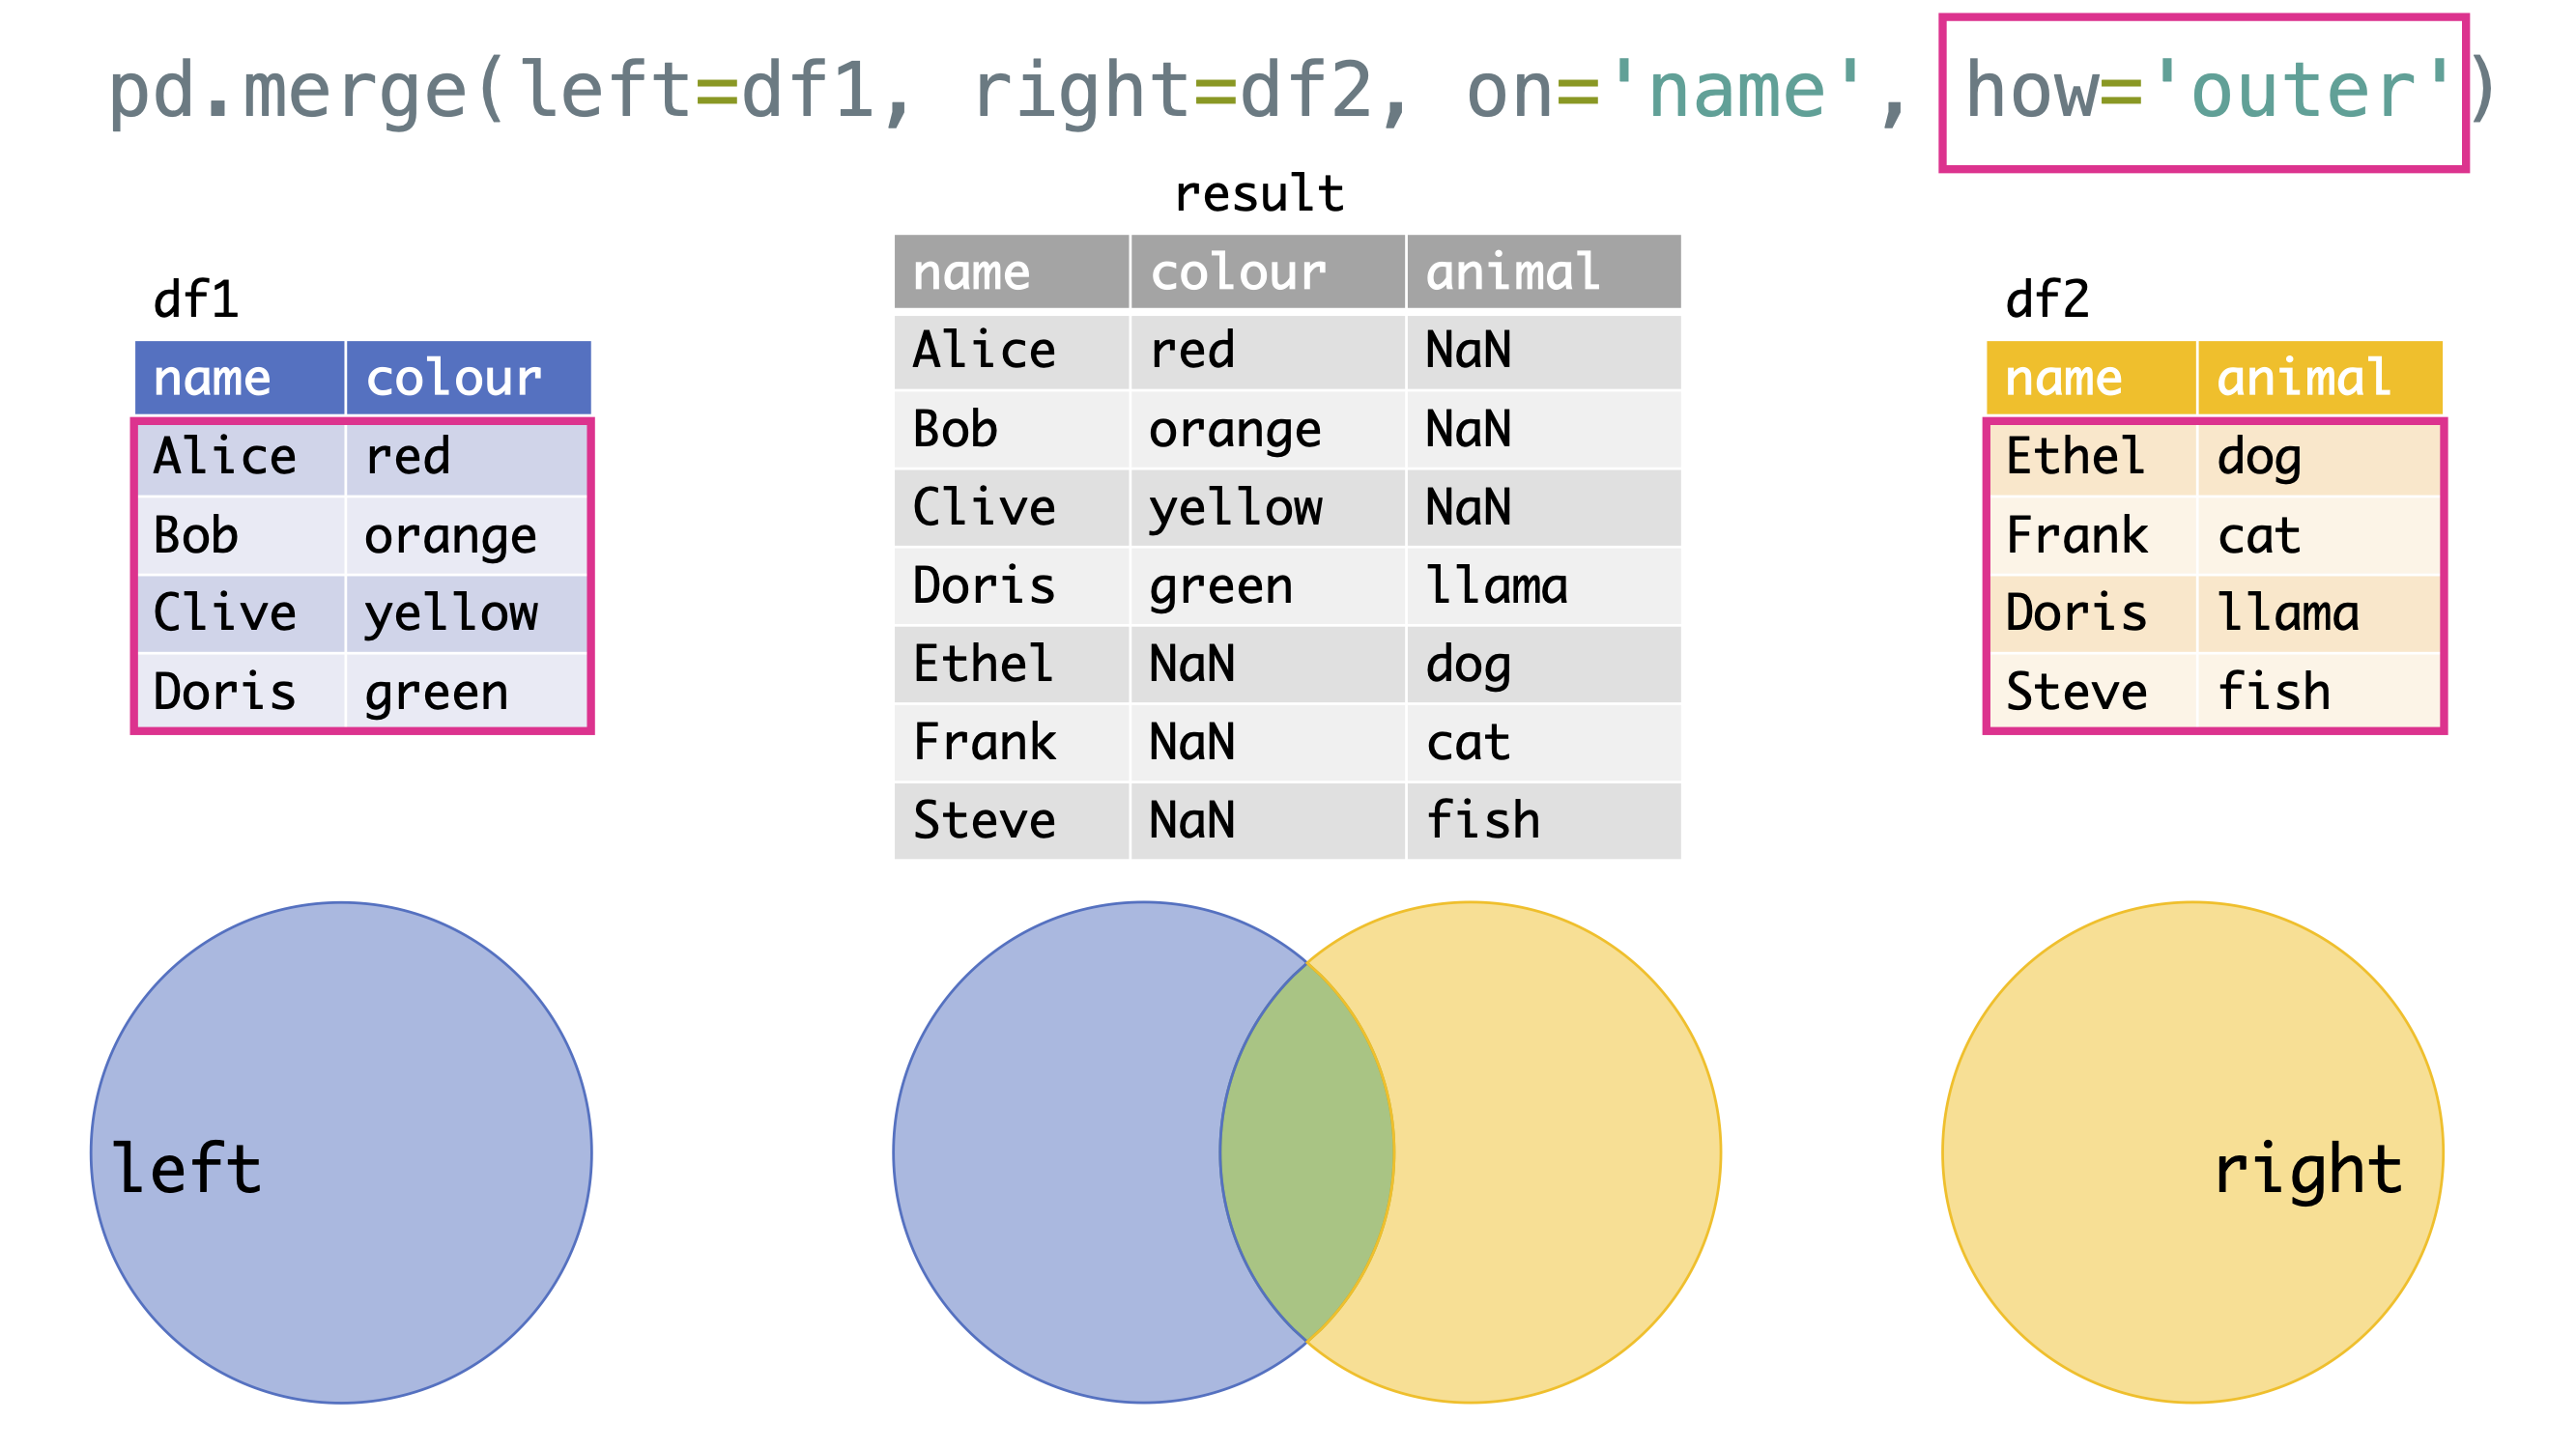 pd.merge(left=df1, right=df2, on='name', how='outer')
result
name colour animal
Alice red NaN
Bob orange NaN
Clive yellow NaN
Doris green llama
Ethel NaN dog
Frank NaN cat
Steve NaN fish
df1
name colour
Alice red
Bob orange
Clive yellow
Doris green
df2
name animal
Ethel dog
Frank cat
Doris llama
Steve fish
left
right